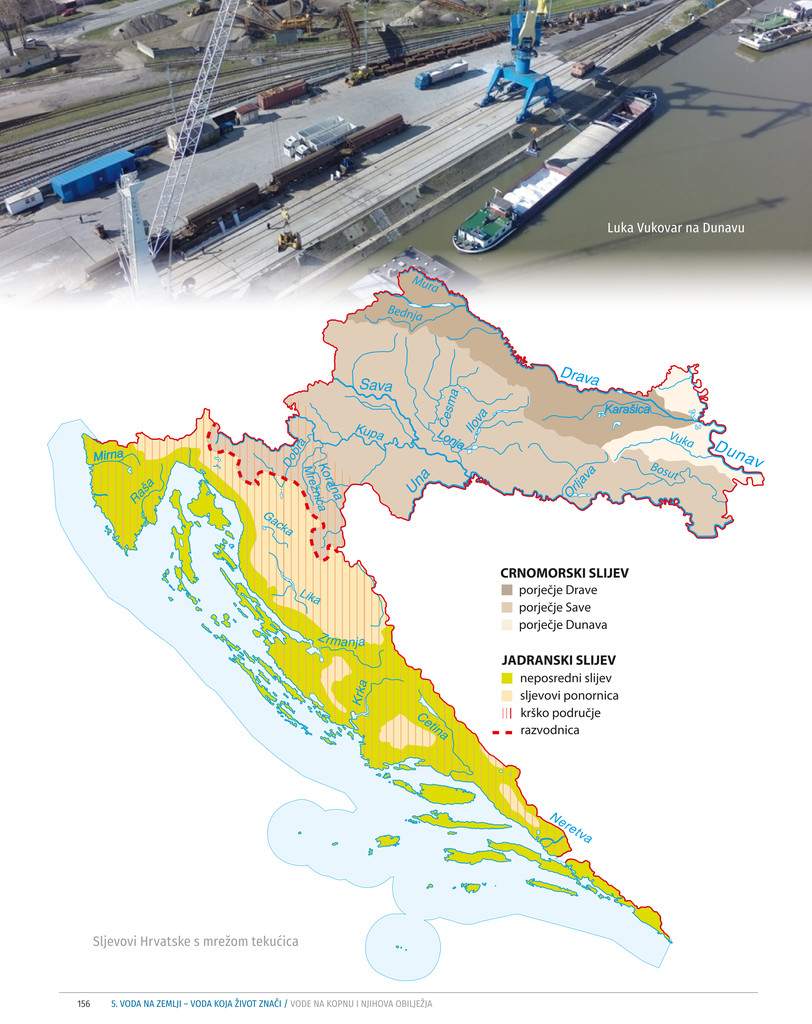 Luka Vukovar na Dunavu
Mura
Bednja
Drava
Sava
Česma
Ilova
Karašica
Lonja
Kupa
Vuka
Dunav
Dobra
Korana
Mrežnica
Una
Orljava
Bosut
Mirna
Raša
Gacka
Lika
Zrmanja
Krka
Cetina
Neretva
CRNOMORSKI SLIJEV
porječje Drave
porječje Save
porječje Dunava
JADRANSKI SLIJEV
neposredni slijev
sljevovi ponornica
krško područje
razvodnica
Sljevovi Hrvatske s mrežom tekućica
156 5. VODA NA ZEMLJI – VODA KOJA ŽIVOT ZNAČI / VODE NA KOPNU I NJIHOVA OBILJEŽJA